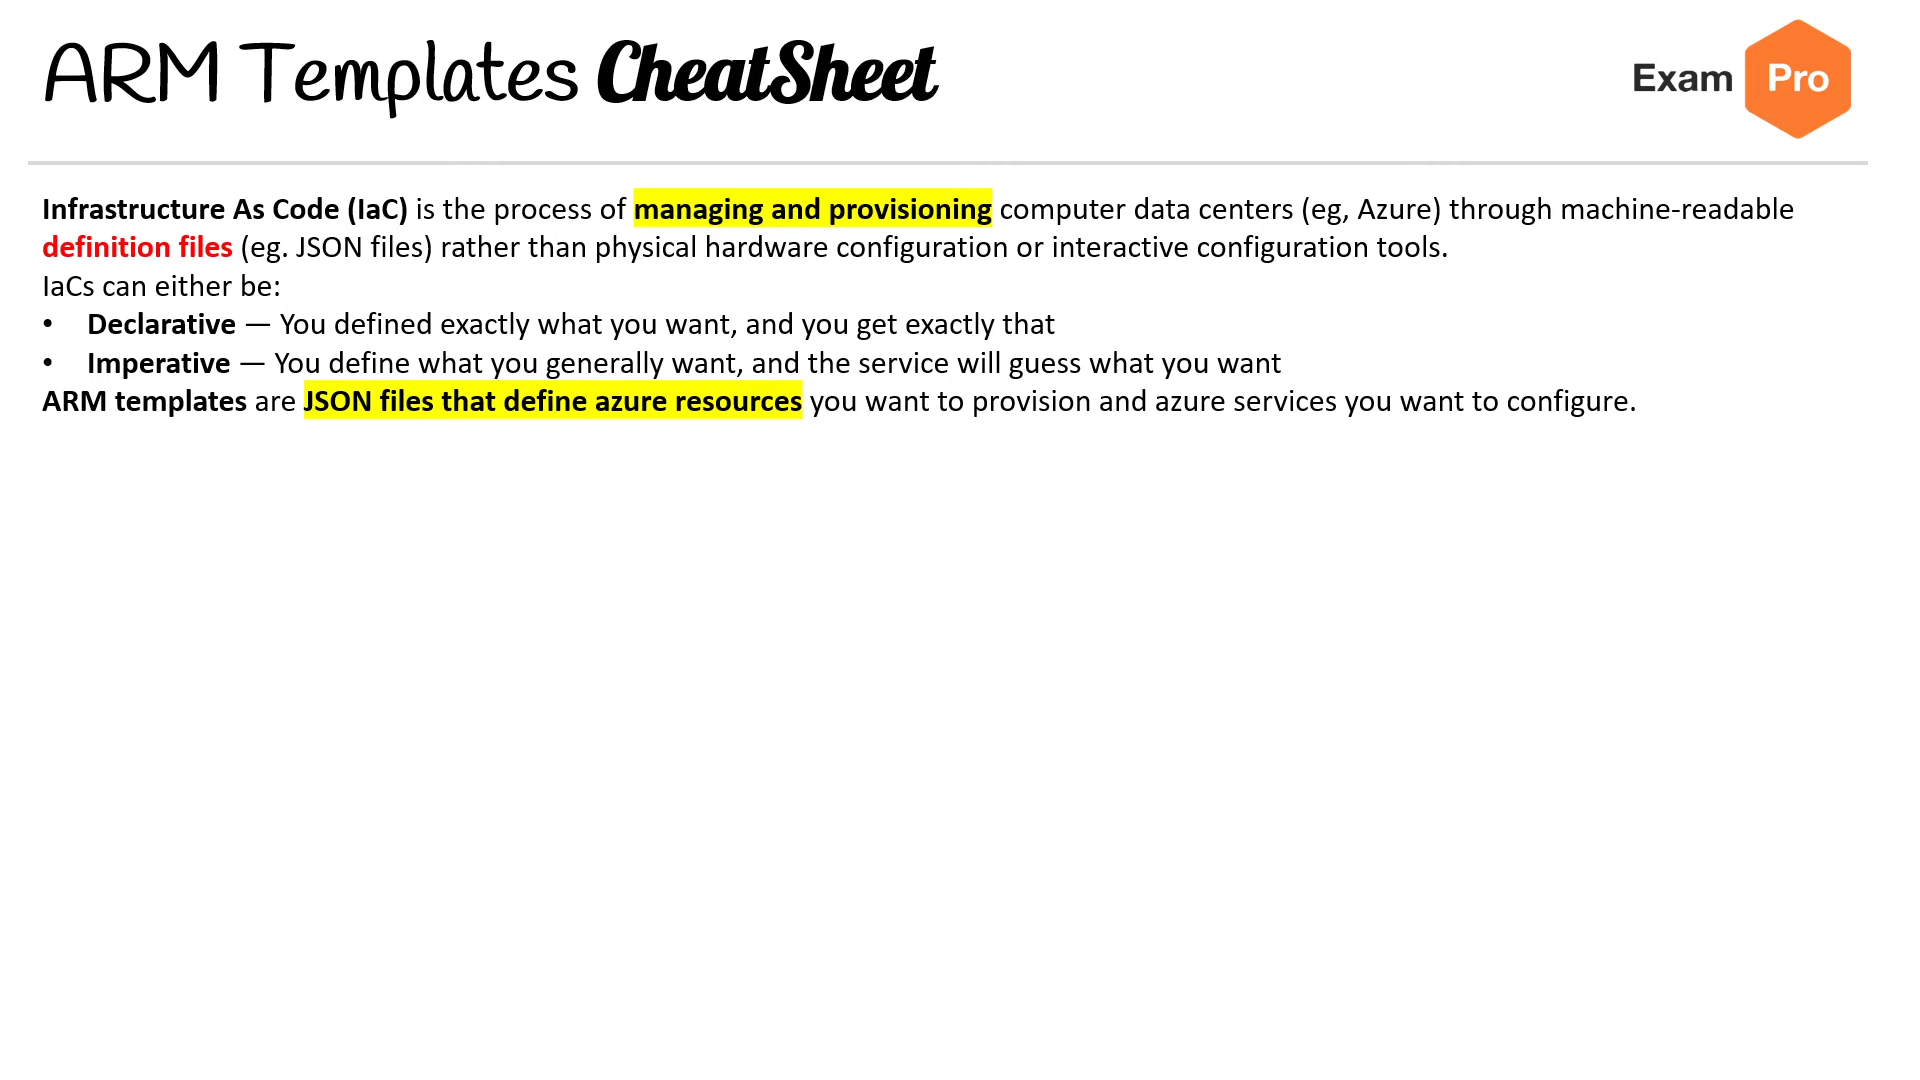 ARM Templates CheatSheet
Exam Pro
Infrastructure As Code (IaC) is the process of managing and provisioning computer data centers (eg, Azure) through machine-readable
definition files (eg. JSON files) rather than physical hardware configuration or interactive configuration tools.
IaCs can either be:
• Declarative — You defined exactly what you want, and you get exactly that
• Imperative — You define what you generally want, and the service will guess what you want
ARM templates are JSON files that define azure resources you want to provision and azure services you want to configure.